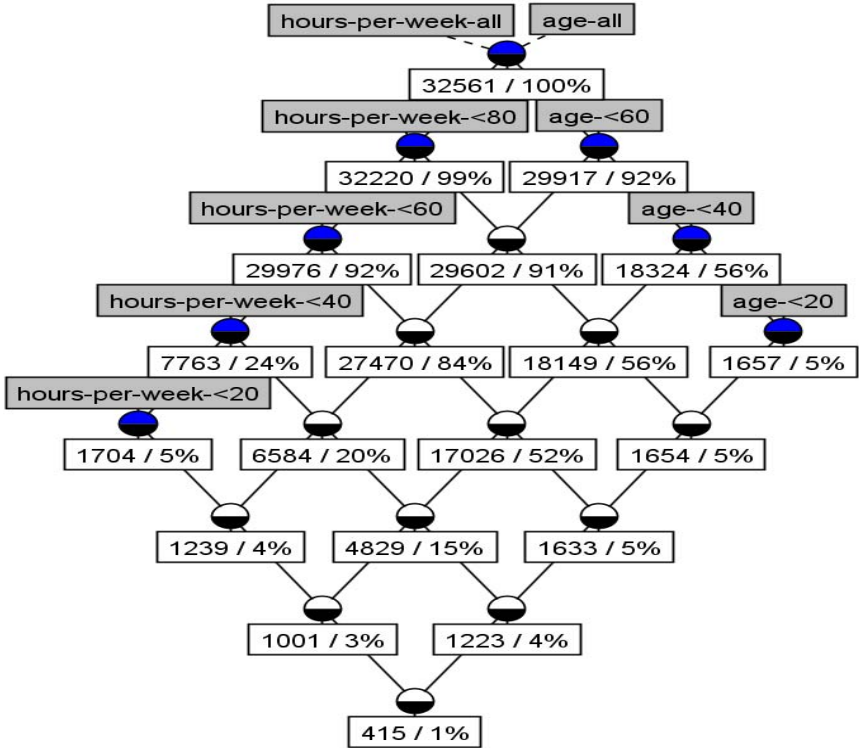 hours-per-week-all
age-all
32561 / 100%
hours-per-week-<80
age-<60
32220 / 99%
29917 / 92%
hours-per-week-<60
age-<40
29976 / 92%
29602 / 91%
18324 / 56%
hours-per-week-<40
age-<20
7763 / 24%
27470 / 84%
18149 / 56%
1657 / 5%
hours-per-week-<20
1704 / 5%
6584 / 20%
17026 / 52%
1654 / 5%
1239 / 4%
4829 / 15%
1633 / 5%
1001 / 3%
1223 / 4%
415 / 1%